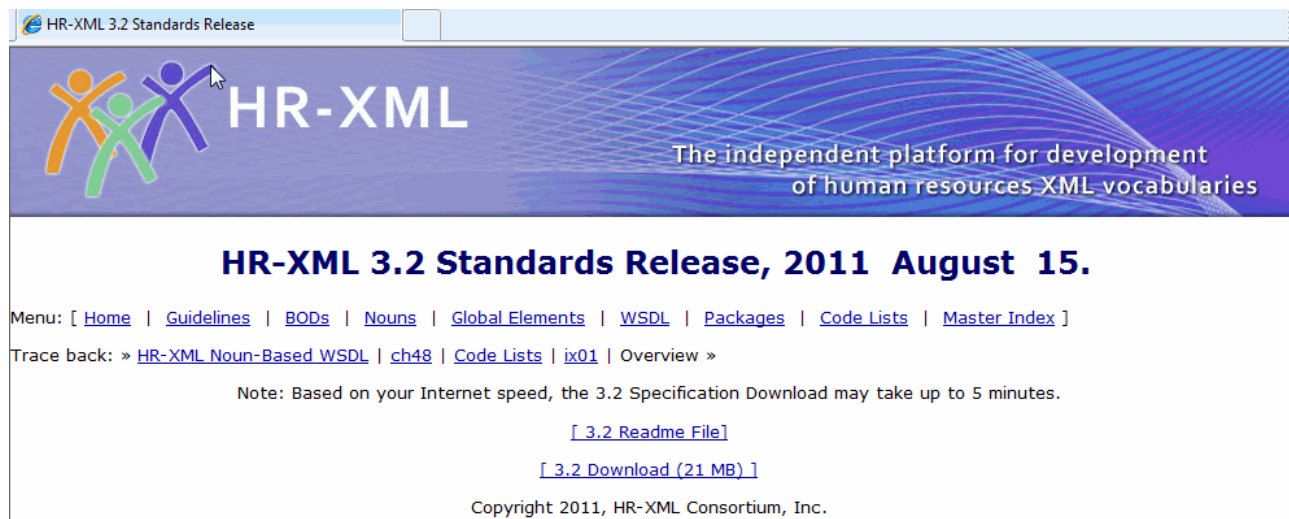 HR-XML 3.2 Standards Release
HR-XML
The independent platform for development
of human resources XML vocabularies
HR-XML 3.2 Standards Release, 2011 August 15.
Menu: [ Home | Guidelines | BODs | Nouns | Global Elements | WSDL | Packages | Code Lists | Master Index ]
Trace back: » HR-XML Noun-Based WSDL | ch48 | Code Lists | ix01 | Overview »
Note: Based on your Internet speed, the 3.2 Specification Download may take up to 5 minutes.
[ 3.2 Readme File]
[ 3.2 Download (21 MB) ]
Copyright 2011, HR-XML Consortium, Inc.